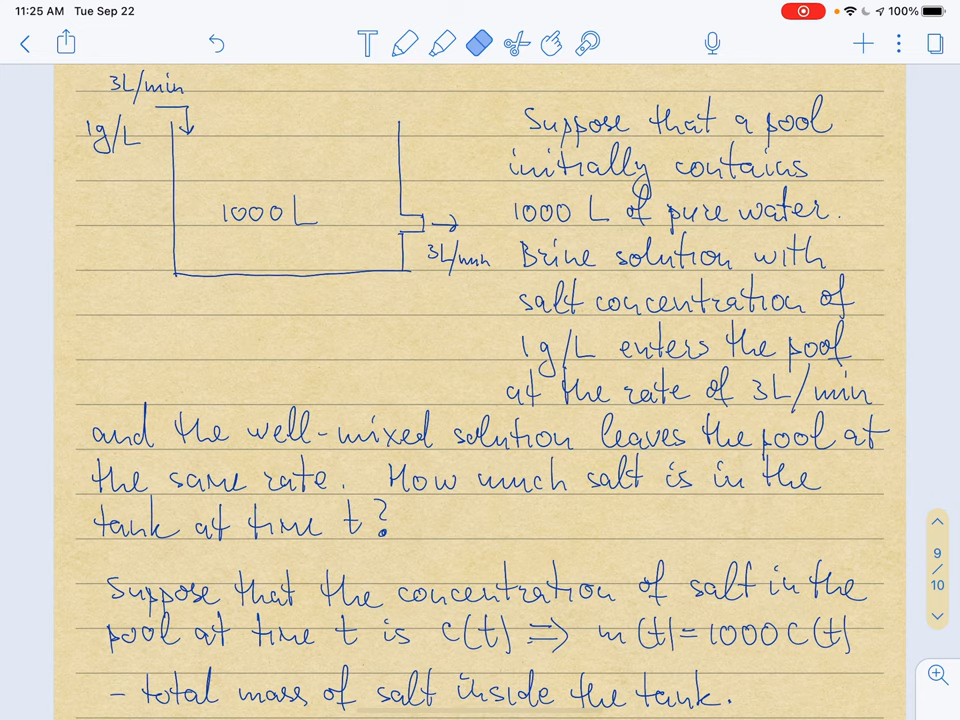 11:25 AM Tue Sep 22
100%
T
3L/min
1g/L
1000L
3L/min
Suppose that a pool
initially contains
1000 L of pure water.
Brine solution with
salt concentration of
1g/L enters the pool
at the rate of 3L/min
and the well-mixed solution leaves the pool at
the same rate. How much salt is in the
tank at time t?
Suppose that the concentration of salt in the
pool at time t is c(t) ⇒ m(t)=1000c(t)
- total mass of salt inside the tank.
9
/
10